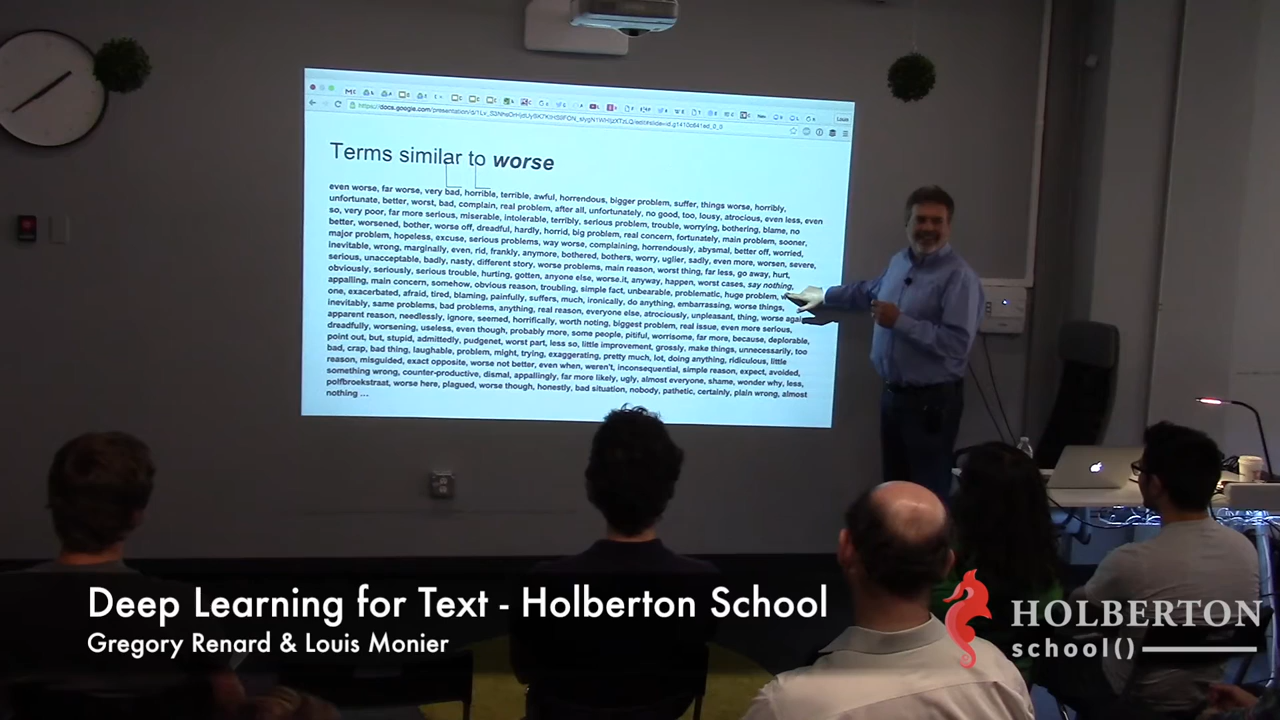 Louis
Terms similar to worse
even worse, far worse, very bad, horrible, terrible, awful, horrendous, bigger problem, suffer, things worse, horribly,
unfortunate, better, worst, bad, complain, real problem, after all, unfortunately, no good, too, lousy, atrocious, even less, even
so, very poor, far more serious, miserable, intolerable, terribly, serious problem, trouble, worrying, bothering, blame, no
better, worsened, bother, worse off, dreadful, hardly, horrid, big problem, real concern, fortunately, main problem, sooner,
major problem, hopeless, excuse, serious problems, way worse, complaining, horrendously, abysmal, better off, worried,
inevitable, wrong, marginally, even, rid, frankly, anymore, bothered, bothers, worry, uglier, sadly, even more, worsen, severe,
serious, unacceptable, badly, nasty, different story, worse problems, main reason, worst thing, far less, go away, hurt,
obviously, seriously, serious trouble, hurting, gotten, anyone else, worse.it, anyway, happen, worst cases, say nothing,
appalling, main concern, somehow, obvious reason, troubling, simple fact, unbearable, problematic, huge problem,
one, exacerbated, afraid, tired, blaming, painfully, suffers, much, ironically, do anything, embarrassing, worse things,
inevitably, same problems, bad problems, anything, real reason, everyone else, atrociously, unpleasant, thing, worse again
apparent reason, needlessly, ignore, seemed, horrifically, worth noting, biggest problem, real issue, even more serious,
dreadfully, worsening, useless, even though, probably more, some people, pitiful, worrisome, far more, because, deplorable,
point out, but, stupid, admittedly, pudgenet, worst part, less so, little improvement, grossly, make things, unnecessarily, too
bad, crap, bad thing, laughable, problem, might, trying, exaggerating, pretty much, lot, doing anything, ridiculous, little
reason, misguided, exact opposite, worse not better, even when, weren't, inconsequential, simple reason, expect, avoided,
something wrong, counter-productive, dismal, appallingly, far more likely, ugly, almost everyone, shame, wonder why, less,
polfbroekstraat, worse here, plagued, worse though, honestly, bad situation, nobody, pathetic, certainly, plain wrong, almost
nothing ...
Deep Learning for Text - Holberton School
Gregory Renard & Louis Monier
HOLBERTON
school()